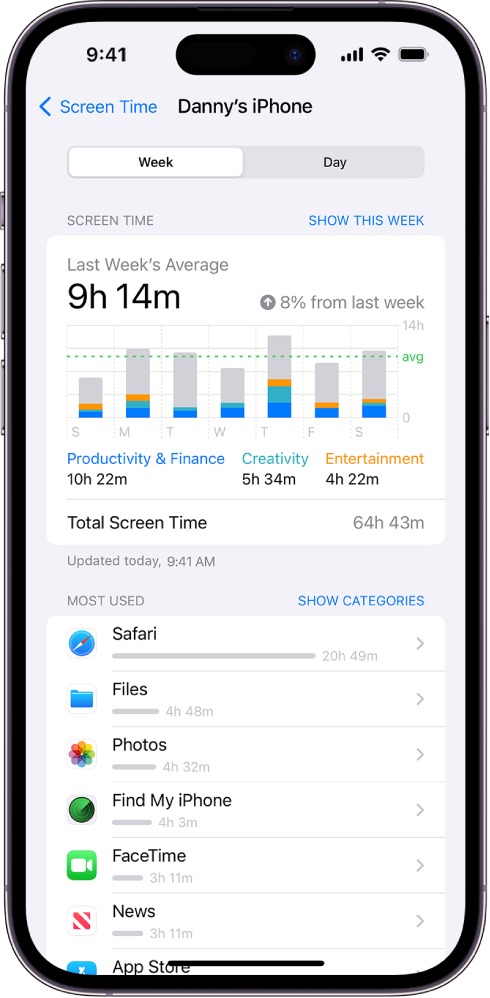 9:41
Screen Time Danny's iPhone
Week Day
SCREEN TIME SHOW THIS WEEK
Last Week's Average
9h 14m 8% from last week
14h
avg
0
S M T W T F S
Productivity & Finance Creativity Entertainment
10h 22m 5h 34m 4h 22m
Total Screen Time 64h 43m
Updated today, 9:41 AM
MOST USED SHOW CATEGORIES
Safari
20h 49m
Files
4h 48m
Photos
4h 32m
Find My iPhone
4h 3m
FaceTime
3h 11m
News
3h 11m
App Store